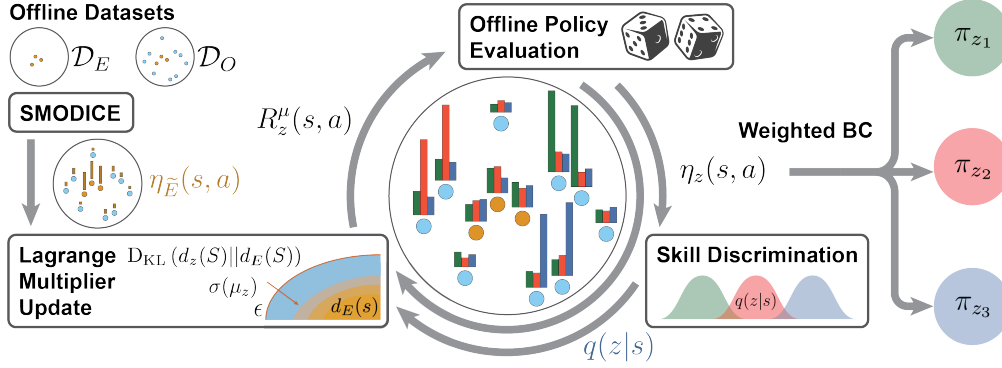 Offline Datasets
𝒟_E
𝒟_O
SMODICE
η_Ẽ(s, a)
Lagrange
Multiplier
Update
D_KL (d_z(S)||d_E(S))
σ(μ_z)
ϵ
d_E(s)
R_z^μ(s, a)
Offline Policy
Evaluation
η_z(s, a)
Skill Discrimination
q(z|s)
q(z|s)
Weighted BC
π_z₁
π_z₂
π_z₃